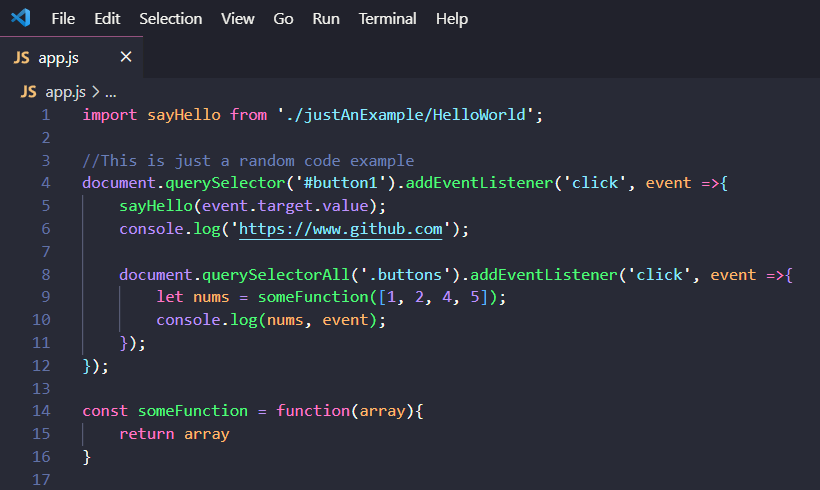 File Edit Selection View Go Run Terminal Help
JS app.js ×
JS app.js > ...
1 import sayHello from './justAnExample/HelloWorld';
2
3 //This is just a random code example
4 document.querySelector('#button1').addEventListener('click', event =>{
5     sayHello(event.target.value);
6     console.log('https://www.github.com');
7
8     document.querySelectorAll('.buttons').addEventListener('click', event =>{
9         let nums = someFunction([1, 2, 4, 5]);
10         console.log(nums, event);
11     });
12 });
13
14 const someFunction = function(array){
15     return array
16 }
17